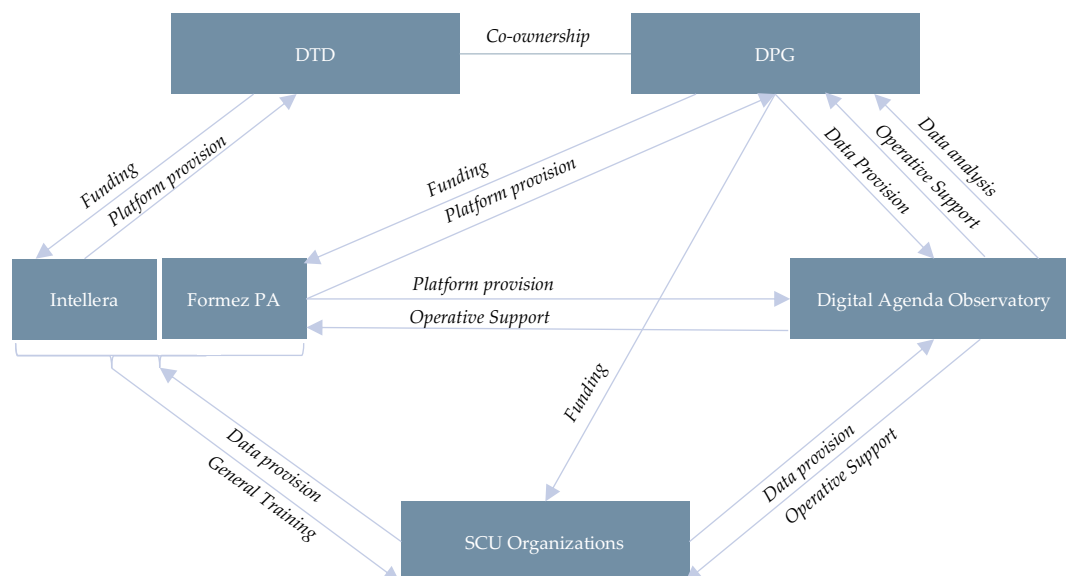 Co-ownership
DTD
DPG
Funding
Platform provision
Funding
Platform provision
Data Provision
Operative Support
Data analysis
Intellera
Formez PA
Platform provision
Operative Support
Digital Agenda Observatory
Funding
Data provision
General Training
Data provision
Operative Support
SCU Organizations